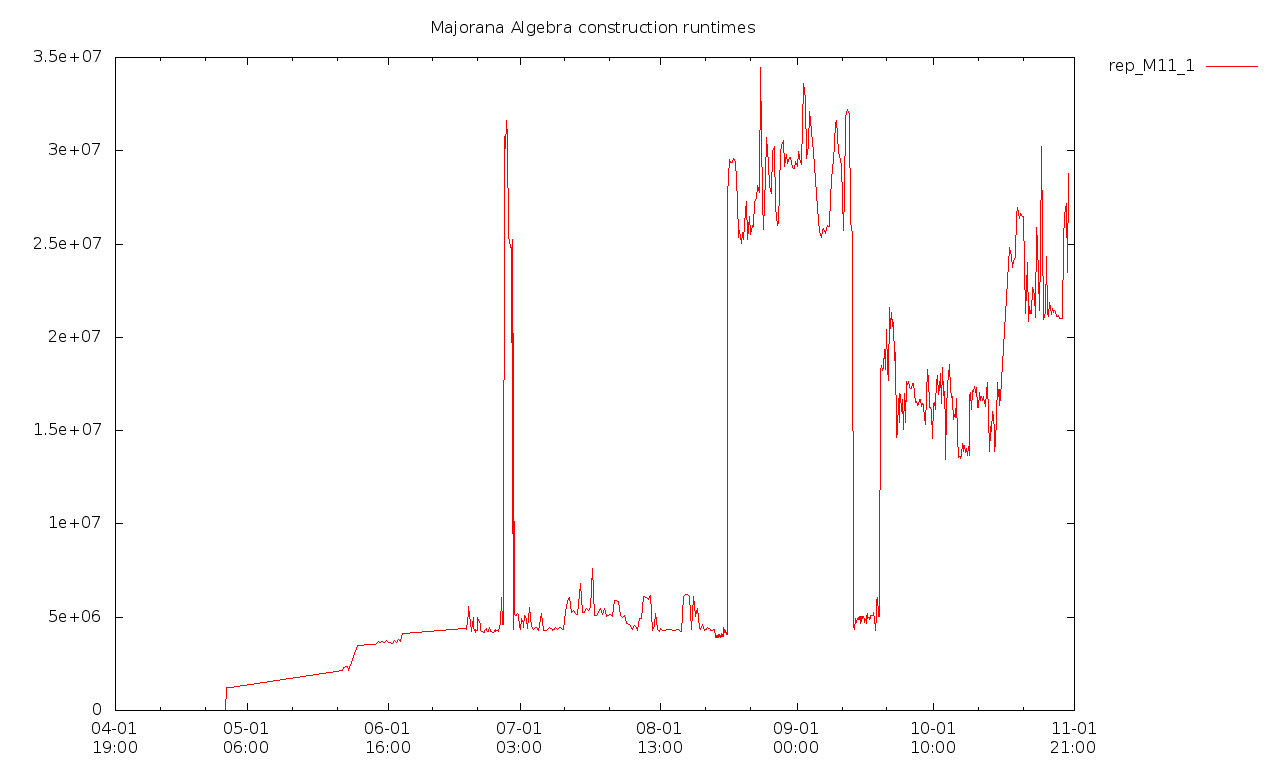 Majorana Algebra construction runtimes
rep_M11_1
3.5e+07
3e+07
2.5e+07
2e+07
1.5e+07
1e+07
5e+06
0
04-01 05-01 06-01 07-01 08-01 09-01 10-01 11-01
19:00 06:00 16:00 03:00 13:00 00:00 10:00 21:00